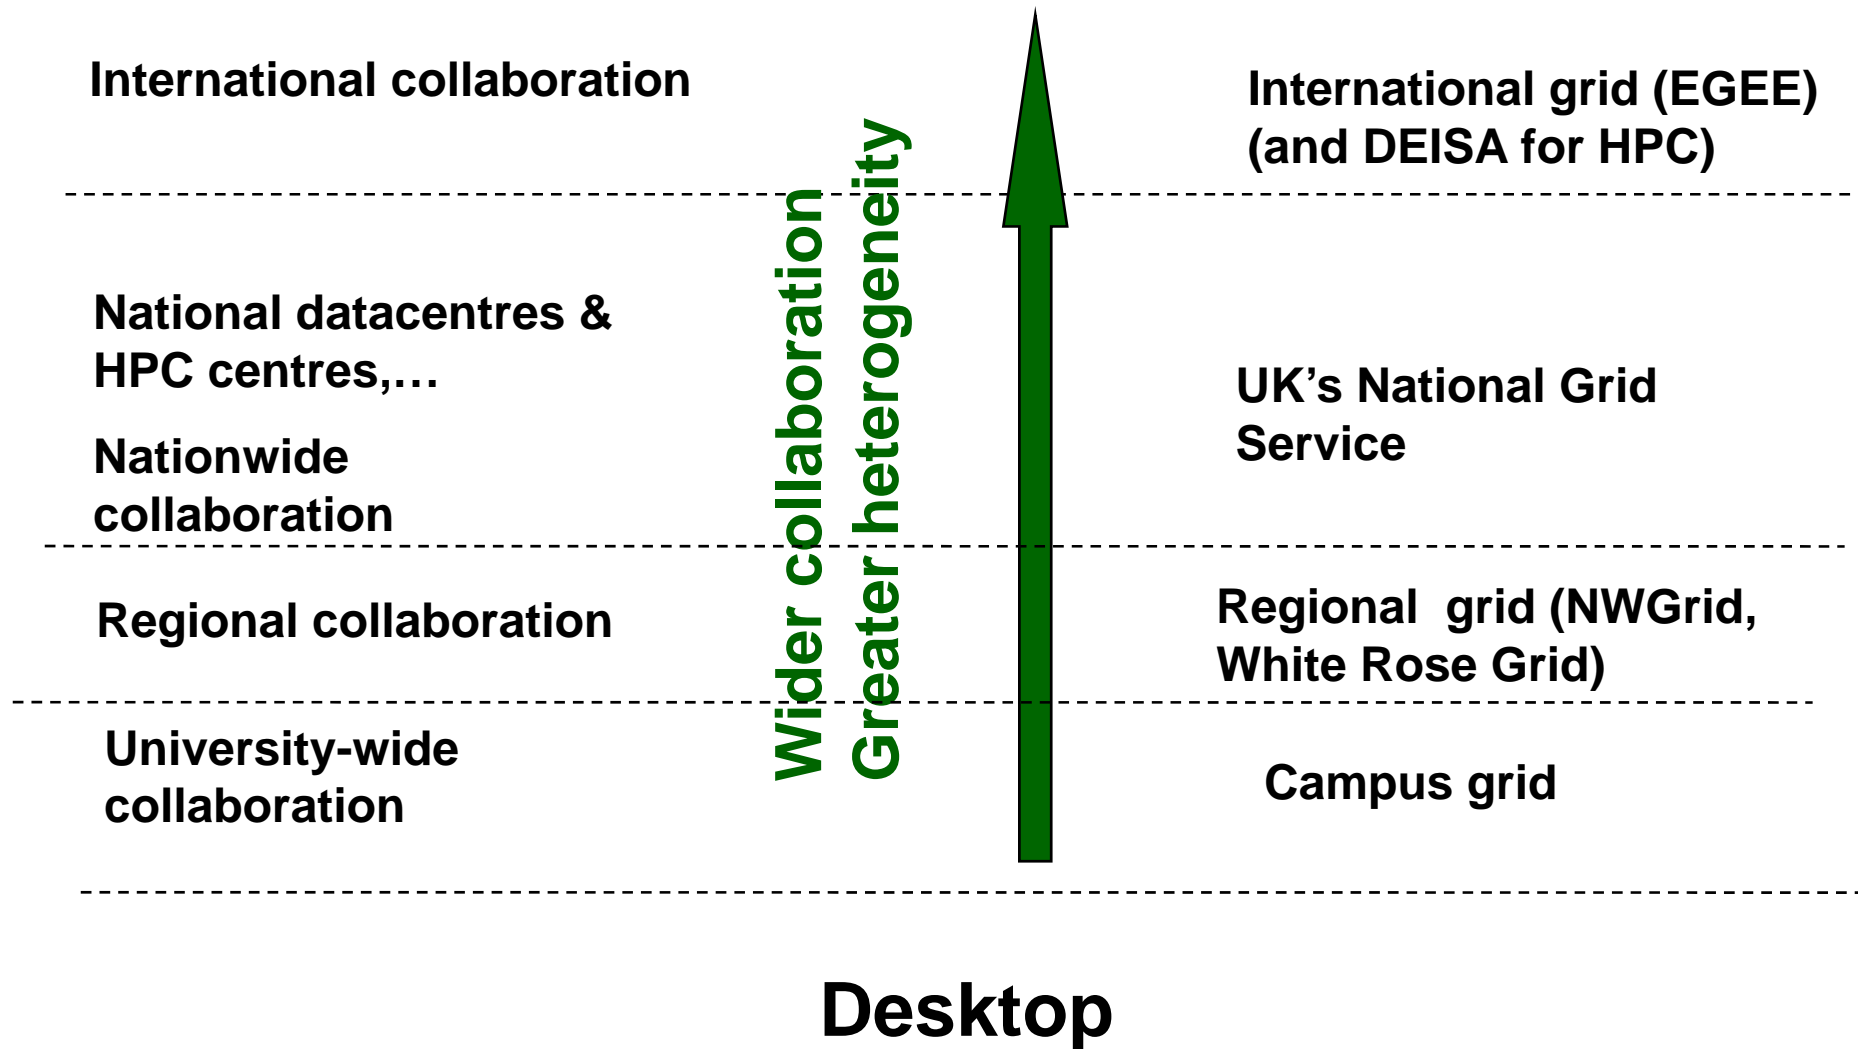 International collaboration
International grid (EGEE)
(and DEISA for HPC)
Wider collaboration
Greater heterogeneity
National datacentres &
HPC centres,…
Nationwide
collaboration
UK’s National Grid
Service
Regional collaboration
Regional  grid (NWGrid,
White Rose Grid)
University-wide
collaboration
Campus grid
Desktop